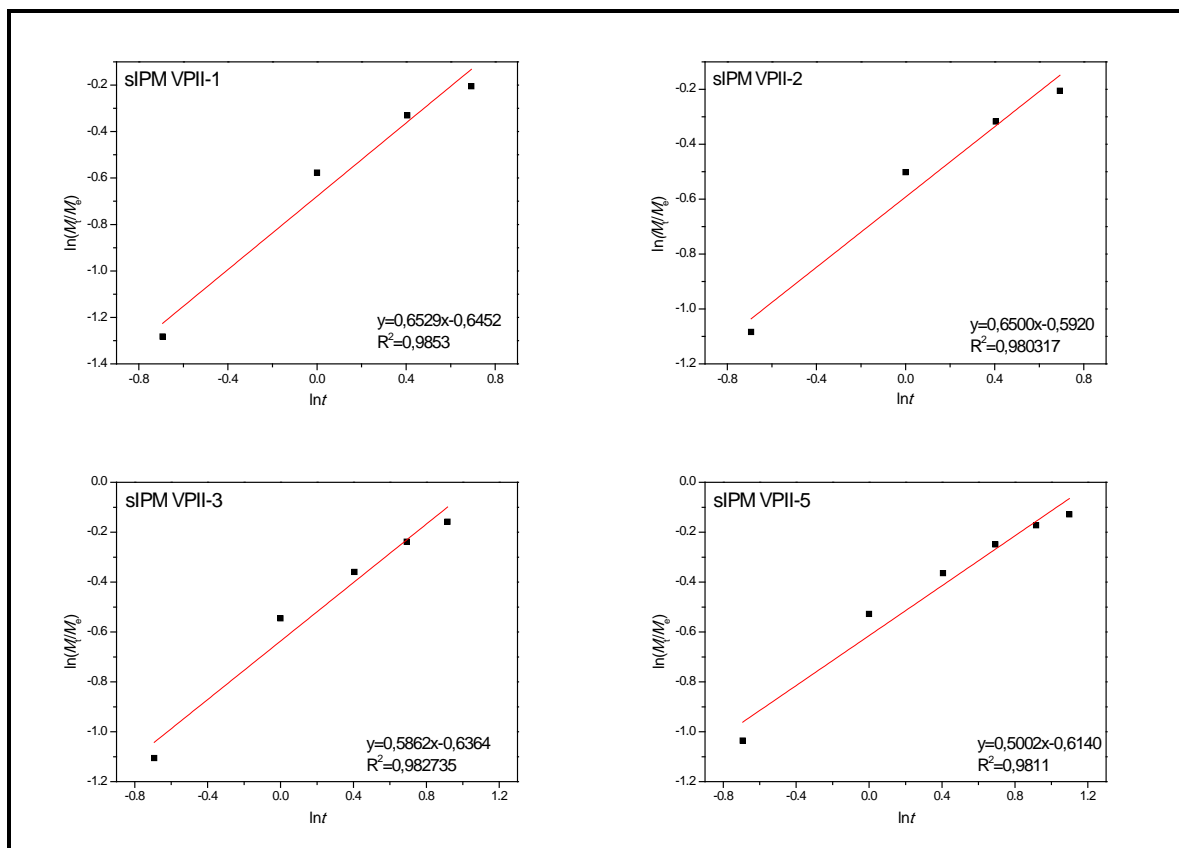 sIPM VPII-1
-0.2
-0.4
-0.6
-0.8
-1.0
-1.2
-1.4
ln(Mt/Me)
y=0,6529x-0,6452
R²=0,9853
-0.8 -0.4 0.0 0.4 0.8
lnt
sIPM VPII-2
-0.2
-0.4
-0.6
-0.8
-1.0
-1.2
ln(Mt/Me)
y=0,6500x-0,5920
R²=0,980317
-0.8 -0.4 0.0 0.4 0.8
lnt
sIPM VPII-3
0.0
-0.2
-0.4
-0.6
-0.8
-1.0
-1.2
ln(Mt/Me)
y=0,5862x-0,6364
R²=0,982735
-0.8 -0.4 0.0 0.4 0.8 1.2
lnt
sIPM VPII-5
0.0
-0.2
-0.4
-0.6
-0.8
-1.0
-1.2
ln(Mt/Me)
y=0,5002x-0,6140
R²=0,9811
-0.8 -0.4 0.0 0.4 0.8 1.2
lnt